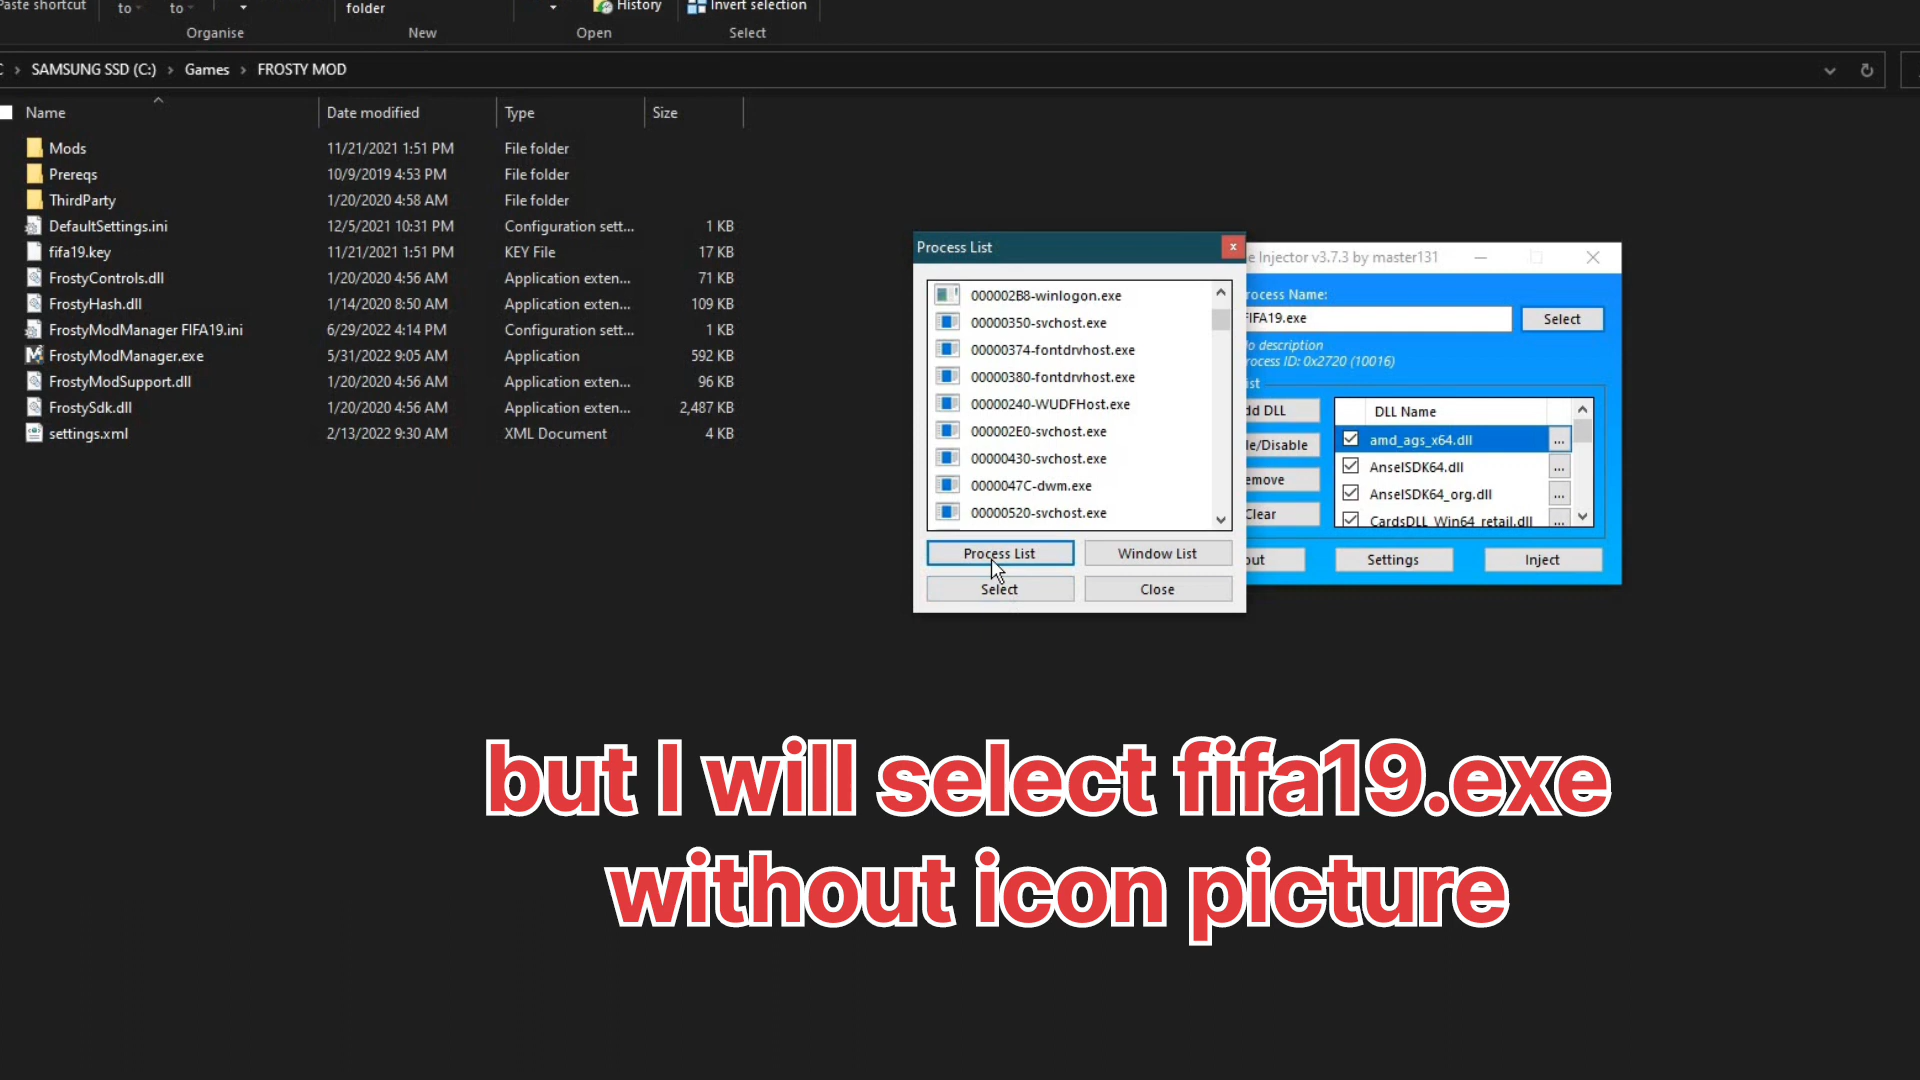 Paste shortcut
to
to
folder
History
Invert selection
Organise
New
Open
Select
SAMSUNG SSD (C:) > Games > FROSTY MOD
Name
Date modified
Type
Size
Mods 11/21/2021 1:51 PM File folder
Prereqs 10/9/2019 4:53 PM File folder
ThirdParty 1/20/2020 4:58 AM File folder
DefaultSettings.ini 12/5/2021 10:31 PM Configuration sett... 1 KB
fifa19.key 11/21/2021 1:51 PM KEY File 17 KB
FrostyControls.dll 1/20/2020 4:56 AM Application exten... 71 KB
FrostyHash.dll 1/14/2020 8:50 AM Application exten... 109 KB
FrostyModManager FIFA19.ini 6/29/2022 4:14 PM Configuration sett... 1 KB
FrostyModManager.exe 5/31/2022 9:05 AM Application 592 KB
FrostyModSupport.dll 1/20/2020 4:56 AM Application exten... 96 KB
FrostySdk.dll 1/20/2020 4:56 AM Application exten... 2,487 KB
settings.xml 2/13/2022 9:30 AM XML Document 4 KB
Process List
x
000002B8-winlogon.exe
00000350-svchost.exe
00000374-fontdrvhost.exe
00000380-fontdrvhost.exe
00000240-WUDFHost.exe
000002E0-svchost.exe
00000430-svchost.exe
0000047C-dwm.exe
00000520-svchost.exe
Process List
Window List
Select
Close
e Injector v3.7.3 by master131
rocess Name:
FIFA19.exe
Select
o description
rocess ID: 0x2720 (10016)
ist
dd DLL
le/Disable
emove
Clear
DLL Name
amd_ags_x64.dll ...
AnselSDK64.dll ...
AnselSDK64_org.dll ...
CardsDLL_Win64_retail.dll ...
out
Settings
Inject
but I will select fifa19.exe
without icon picture